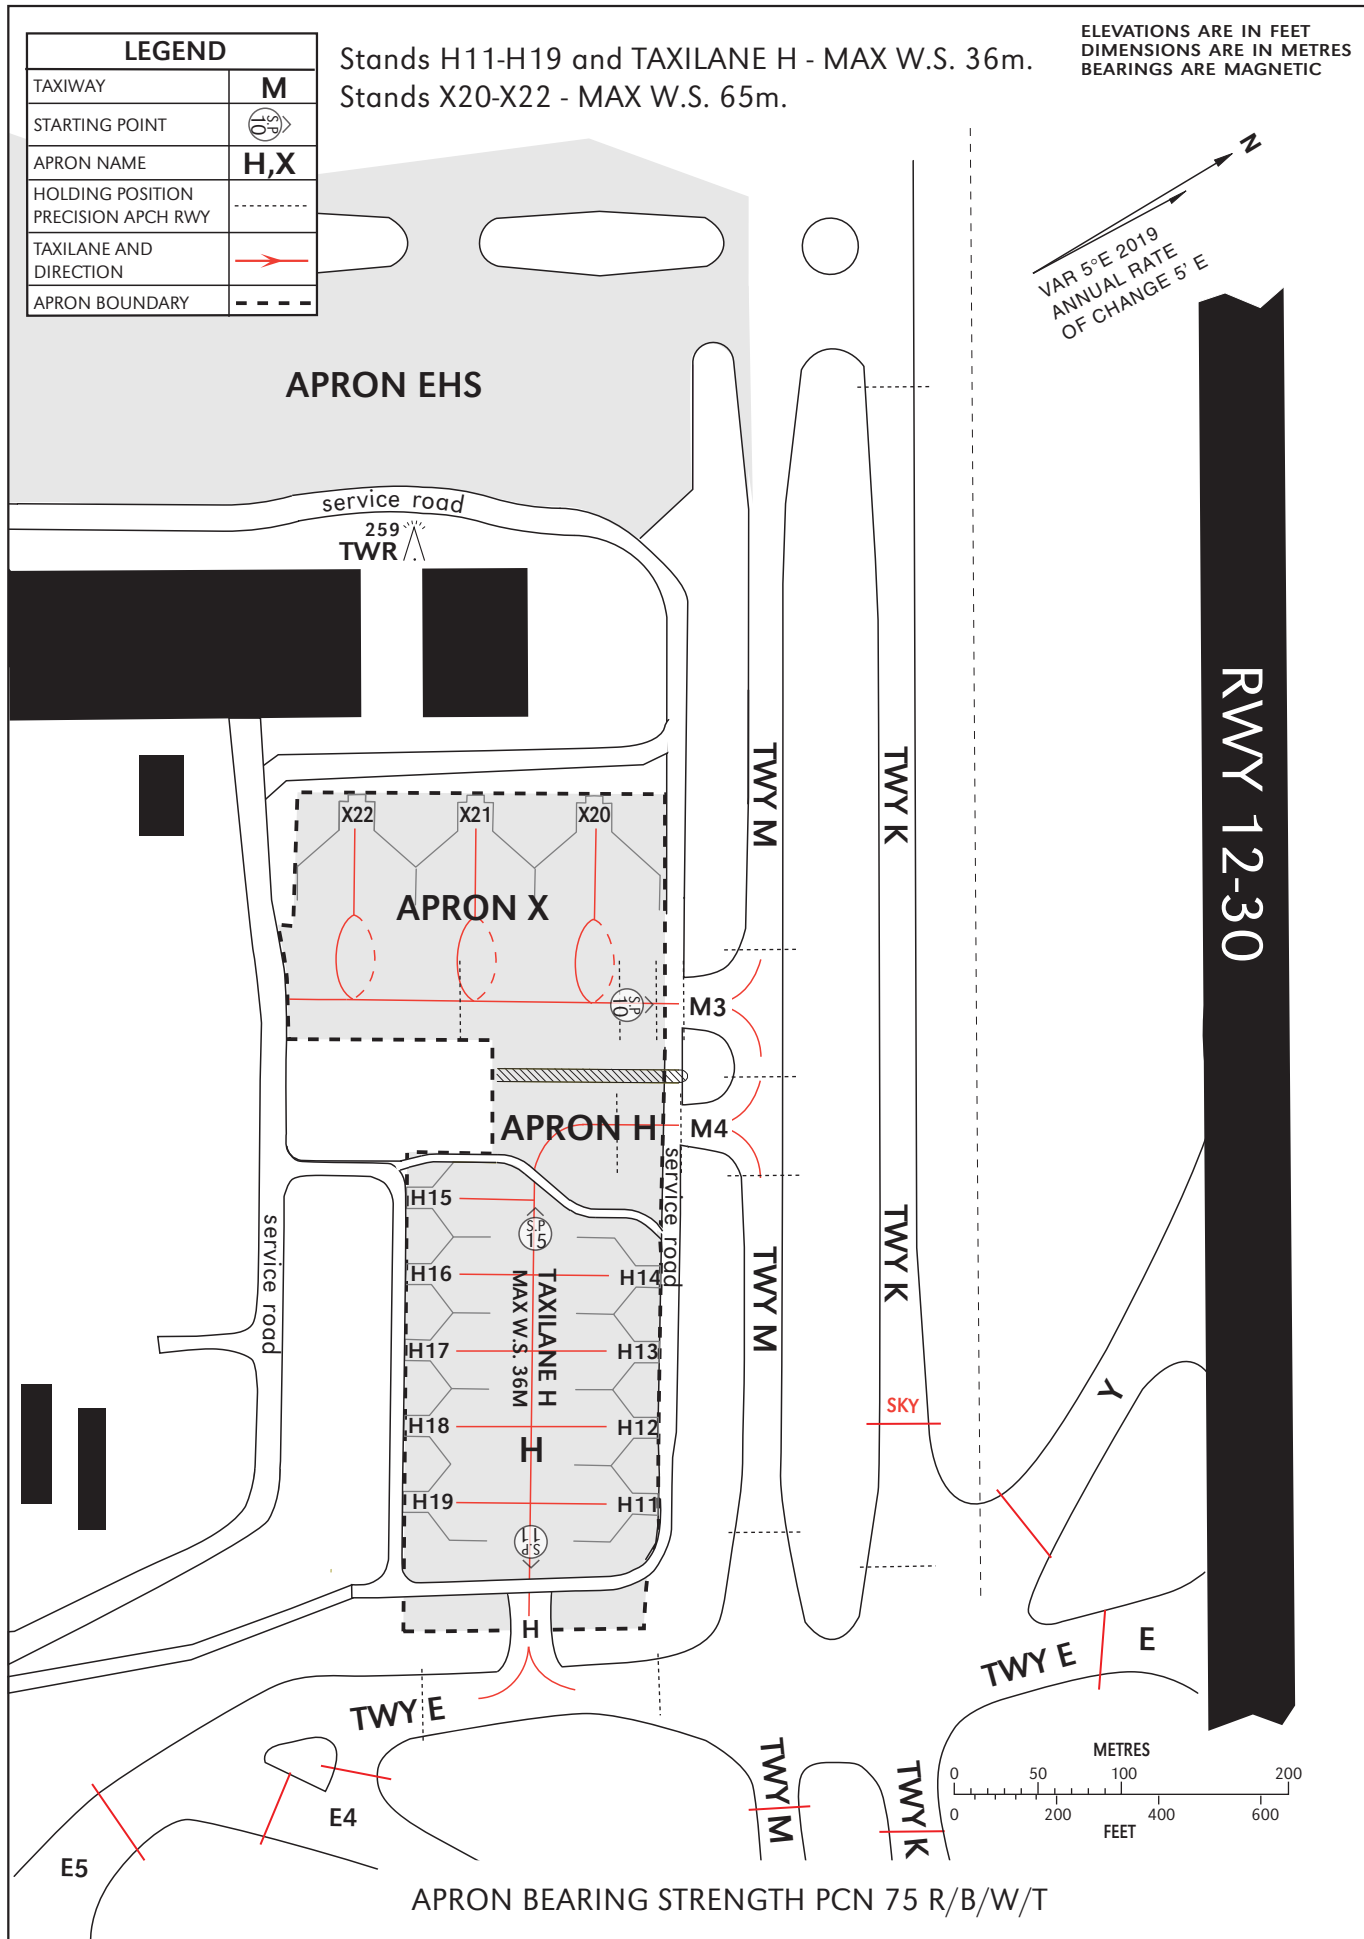 LEGEND
TAXIWAY M
STARTING POINT S.P 10
APRON NAME H,X
HOLDING POSITION
PRECISION APCH RWY
TAXILANE AND
DIRECTION
APRON BOUNDARY
Stands H11-H19 and TAXILANE H - MAX W.S. 36m.
Stands X20-X22 - MAX W.S. 65m.
ELEVATIONS ARE IN FEET
DIMENSIONS ARE IN METRES
BEARINGS ARE MAGNETIC
N
VAR 5°E 2019
ANNUAL RATE
OF CHANGE 5' E
APRON EHS
service road
259
TWR
RWY 12-30
TWY M
TWY K
X22 X21 X20
APRON X
S.P 10
M3
APRON H
M4
service road
H15
S.P 15
service road
H16
H14
TAXILANE H
MAX W.S. 36M
TWY M
TWY K
H17
H13
H18
H12
H
SKY
Y
H19
H11
S.P 11
H
TWY E
TWY E
E
E4
E5
TWY M
TWY K
METRES
0 50 100 200
0 200 400 600
FEET
APRON BEARING STRENGTH PCN 75 R/B/W/T